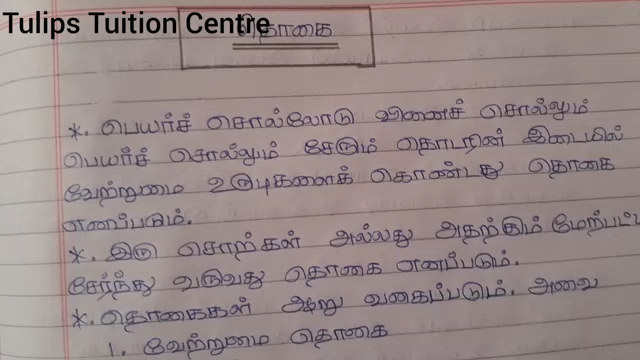 Tulips Tuition Centre
தொகை
*. பெயர்ச் சொல்லோடு வினைச் சொல்லும்
பெயர்ச் சொல்லும் சேரும் தொடரின் இடையில்
வேற்றுமை உருபுகளைக் கொண்டது தொகை
எனப்படும்.
*. இரு சொற்கள் அல்லது அதற்கும் மேற்பட்ட
சேர்ந்து வருவது தொகை எனப்படும்.
*. தொகைகள் ஆறு வகைப்படும். அவை
1. வேற்றுமை தொகை